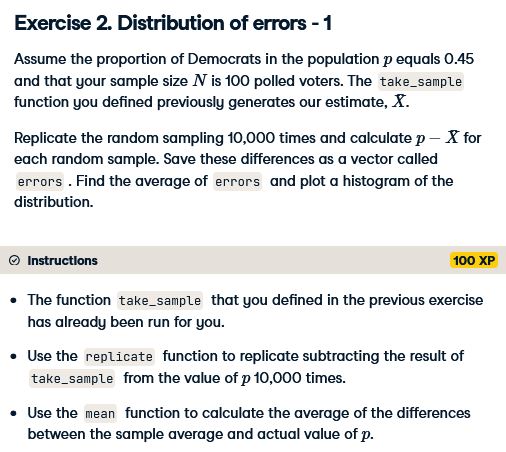 Exercise 2. Distribution of errors - 1
Assume the proportion of Democrats in the population p equals 0.45
and that your sample size N is 100 polled voters. The take_sample
function you defined previously generates our estimate, X̄.
Replicate the random sampling 10,000 times and calculate p − X̄ for
each random sample. Save these differences as a vector called
errors . Find the average of errors and plot a histogram of the
distribution.
Instructions 100 XP
• The function take_sample that you defined in the previous exercise
has already been run for you.
• Use the replicate function to replicate subtracting the result of
take_sample from the value of p 10,000 times.
• Use the mean function to calculate the average of the differences
between the sample average and actual value of p.